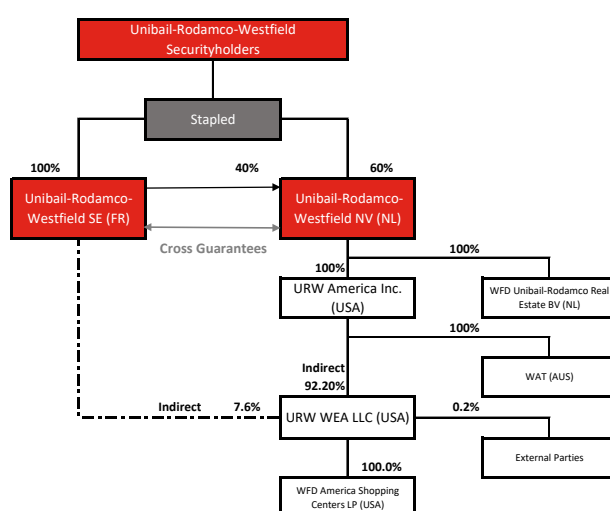 Unibail-Rodamco-Westfield
Securityholders
Stapled
100%
40%
60%
Unibail-Rodamco-
Westfield SE (FR)
Unibail-Rodamco-
Westfield NV (NL)
Cross Guarantees
100%
100%
URW America Inc.
(USA)
WFD Unibail-Rodamco Real
Estate BV (NL)
100%
Indirect
92.20%
WAT (AUS)
Indirect 7.6%
URW WEA LLC (USA)
0.2%
External Parties
100.0%
WFD America Shopping
Centers LP (USA)